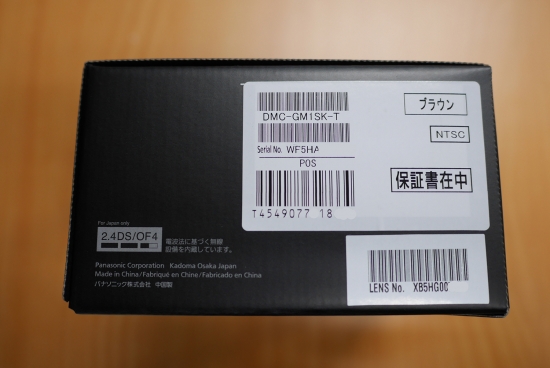 DMC-GM1SK-T
ブラウン
NTSC
Serial No. WF5HA
POS
保証書在中
T4549077 18
For Japan only
2.4DS/OF4
電波法に基づく無線
設備を内蔵しています。
Panasonic Corporation Kadoma Osaka Japan
Made in China/Fabriqué en Chine/Fabricado en China
パナソニック株式会社 中国製
LENS No. XB5HG00